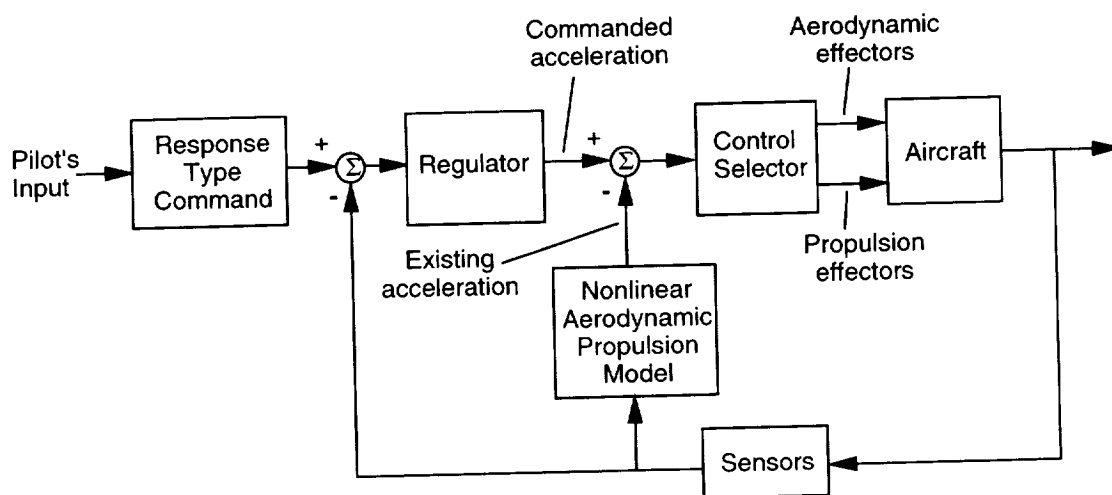 Commanded
acceleration
Aerodynamic
effectors
Pilot's
Input
Response
Type
Command
+
Σ
-
Regulator
+
Σ
-
Control
Selector
Aircraft
Existing
acceleration
Propulsion
effectors
Nonlinear
Aerodynamic
Propulsion
Model
Sensors